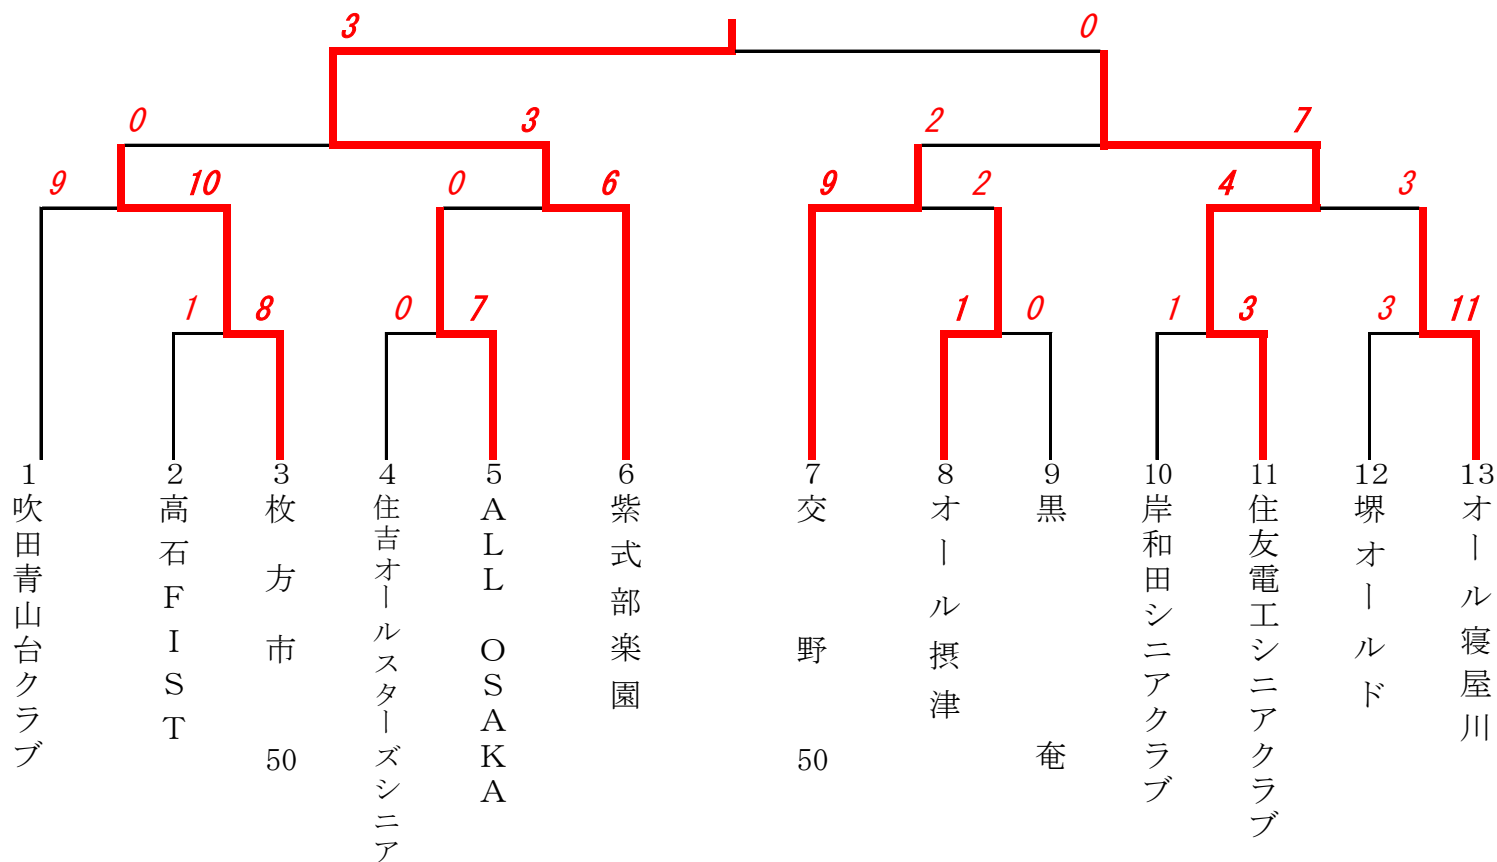 3 0
0 3 2 7
9 10 0 6 9 2 4 3
1 8 0 7 1 0 1 3 3 11
1 2 3 4 5 6 7 8 9 10 11 12 13
吹田青山台クラブ
高石FIST
枚方市50
住吉オールスターズシニア
ALL OSAKA
紫式部楽園
交野50
オール摂津
黒奄
岸和田シニアクラブ
住友電工シニアクラブ
堺オールド
オール寝屋川